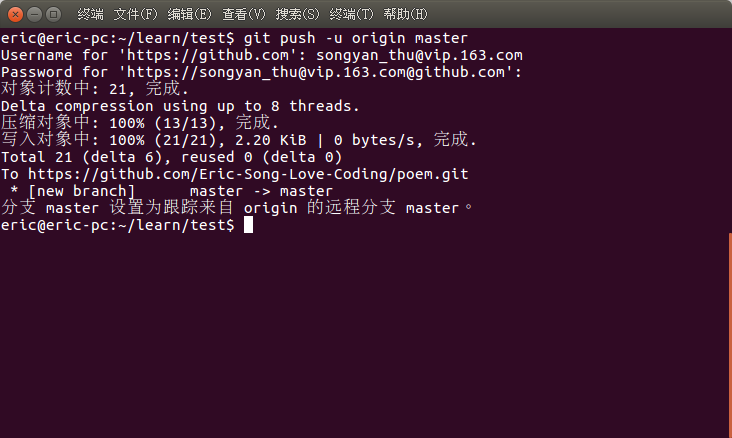 终端 文件(F) 编辑(E) 查看(V) 搜索(S) 终端(T) 帮助(H)
eric@eric-pc:~/learn/test$ git push -u origin master
Username for 'https://github.com': songyan_thu@vip.163.com
Password for 'https://songyan_thu@vip.163.com@github.com':
对象计数中: 21, 完成.
Delta compression using up to 8 threads.
压缩对象中: 100% (13/13), 完成.
写入对象中: 100% (21/21), 2.20 KiB | 0 bytes/s, 完成.
Total 21 (delta 6), reused 0 (delta 0)
To https://github.com/Eric-Song-Love-Coding/poem.git
 * [new branch]      master -> master
分支 master 设置为跟踪来自 origin 的远程分支 master。
eric@eric-pc:~/learn/test$